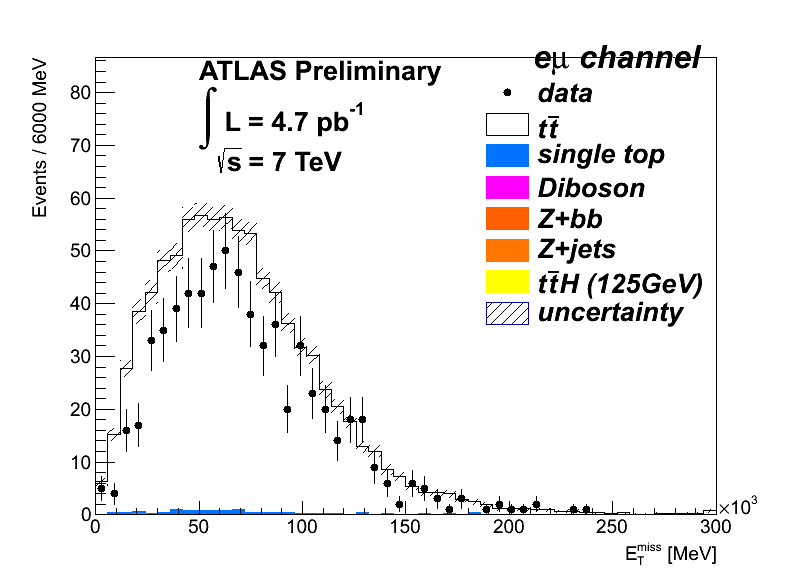 eμ channel
ATLAS Preliminary
∫ L = 4.7 pb⁻¹
√s = 7 TeV
data
tt̄
single top
Diboson
Z+bb
Z+jets
tt̄H (125GeV)
uncertainty
Events / 6000 MeV
80
70
60
50
40
30
20
10
0
0 50 100 150 200 250 300
×10³
E_T^miss [MeV]